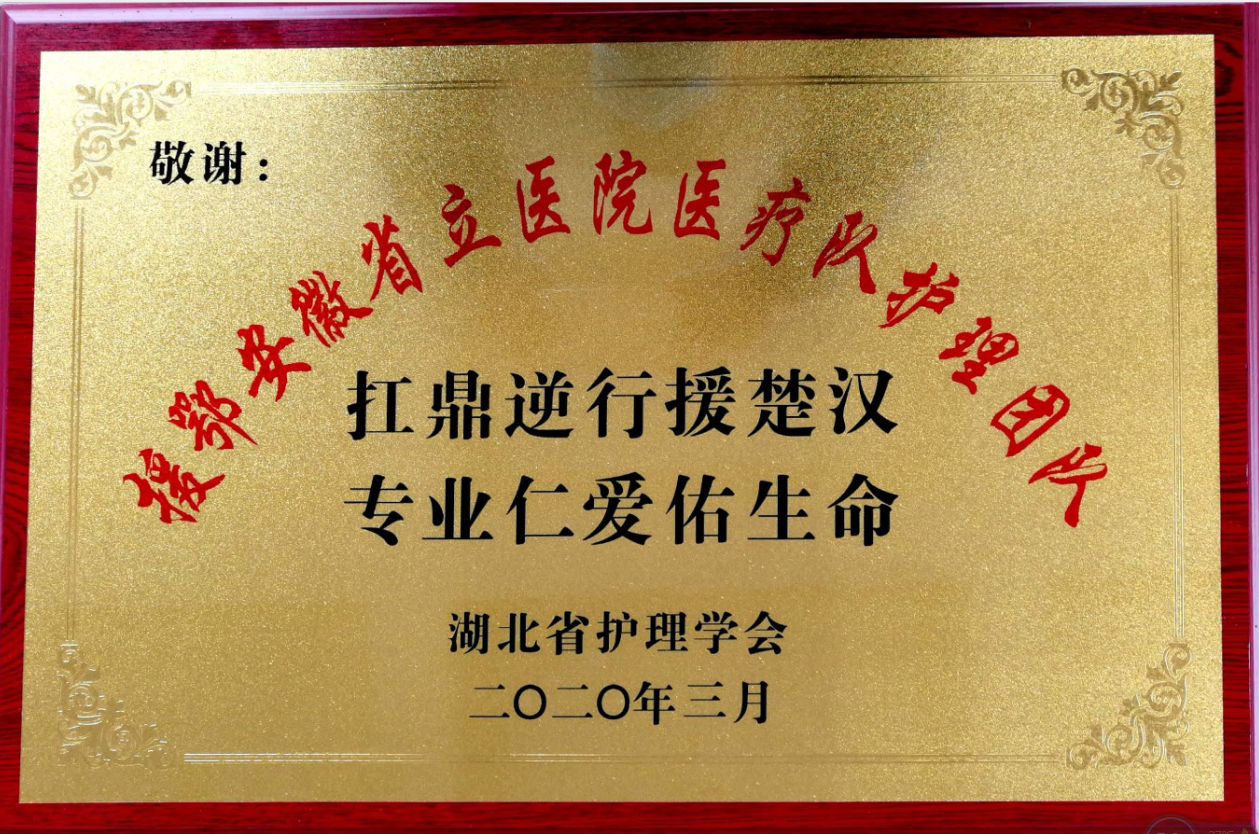 敬谢：
援鄂安徽省立医院医疗队护理团队
扛鼎逆行援楚汉
专业仁爱佑生命
湖北省护理学会
二〇二〇年三月